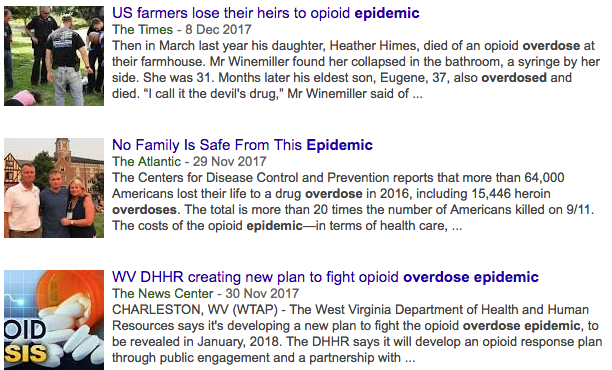 US farmers lose their heirs to opioid epidemic
The Times - 8 Dec 2017
Then in March last year his daughter, Heather Himes, died of an opioid overdose at
their farmhouse. Mr Winemiller found her collapsed in the bathroom, a syringe by her
side. She was 31. Months later his eldest son, Eugene, 37, also overdosed and
died. “I call it the devil's drug,” Mr Winemiller said of ...
No Family Is Safe From This Epidemic
The Atlantic - 29 Nov 2017
The Centers for Disease Control and Prevention reports that more than 64,000
Americans lost their life to a drug overdose in 2016, including 15,446 heroin
overdoses. The total is more than 20 times the number of Americans killed on 9/11.
The costs of the opioid epidemic—in terms of health care, ...
WV DHHR creating new plan to fight opioid overdose epidemic
The News Center - 30 Nov 2017
CHARLESTON, WV (WTAP) - The West Virginia Department of Health and Human
Resources says it's developing a new plan to fight the opioid overdose epidemic, to
be revealed in January, 2018. The DHHR says it will develop an opioid response plan
through public engagement and a partnership with ...
OID
SIS